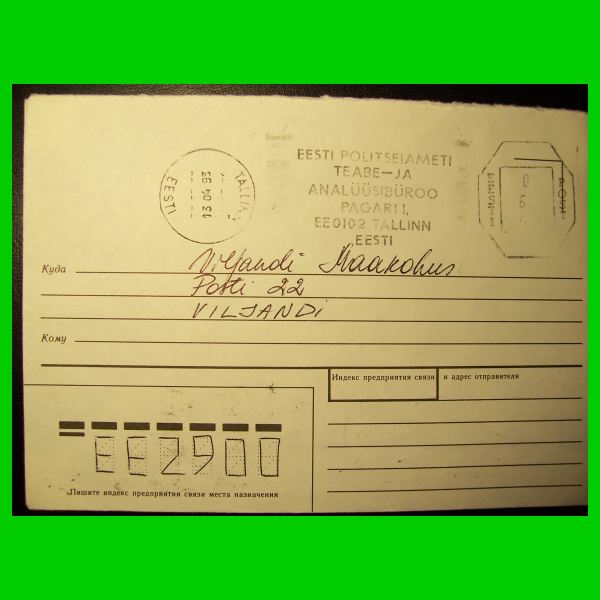 EESTI POLITSEIAMETI
TEABE-JA
ANALÜÜSIBÜROO
PAGARI 1,
EE0102 TALLINN
EESTI
TALLINN
13 04 93
EESTI
Куда Viljandi Maakohus
Posti 22
VILJANDi
Кому
Индекс предприятия связи и адрес отправителя
EE2900
Пишите индекс предприятия связи места назначения